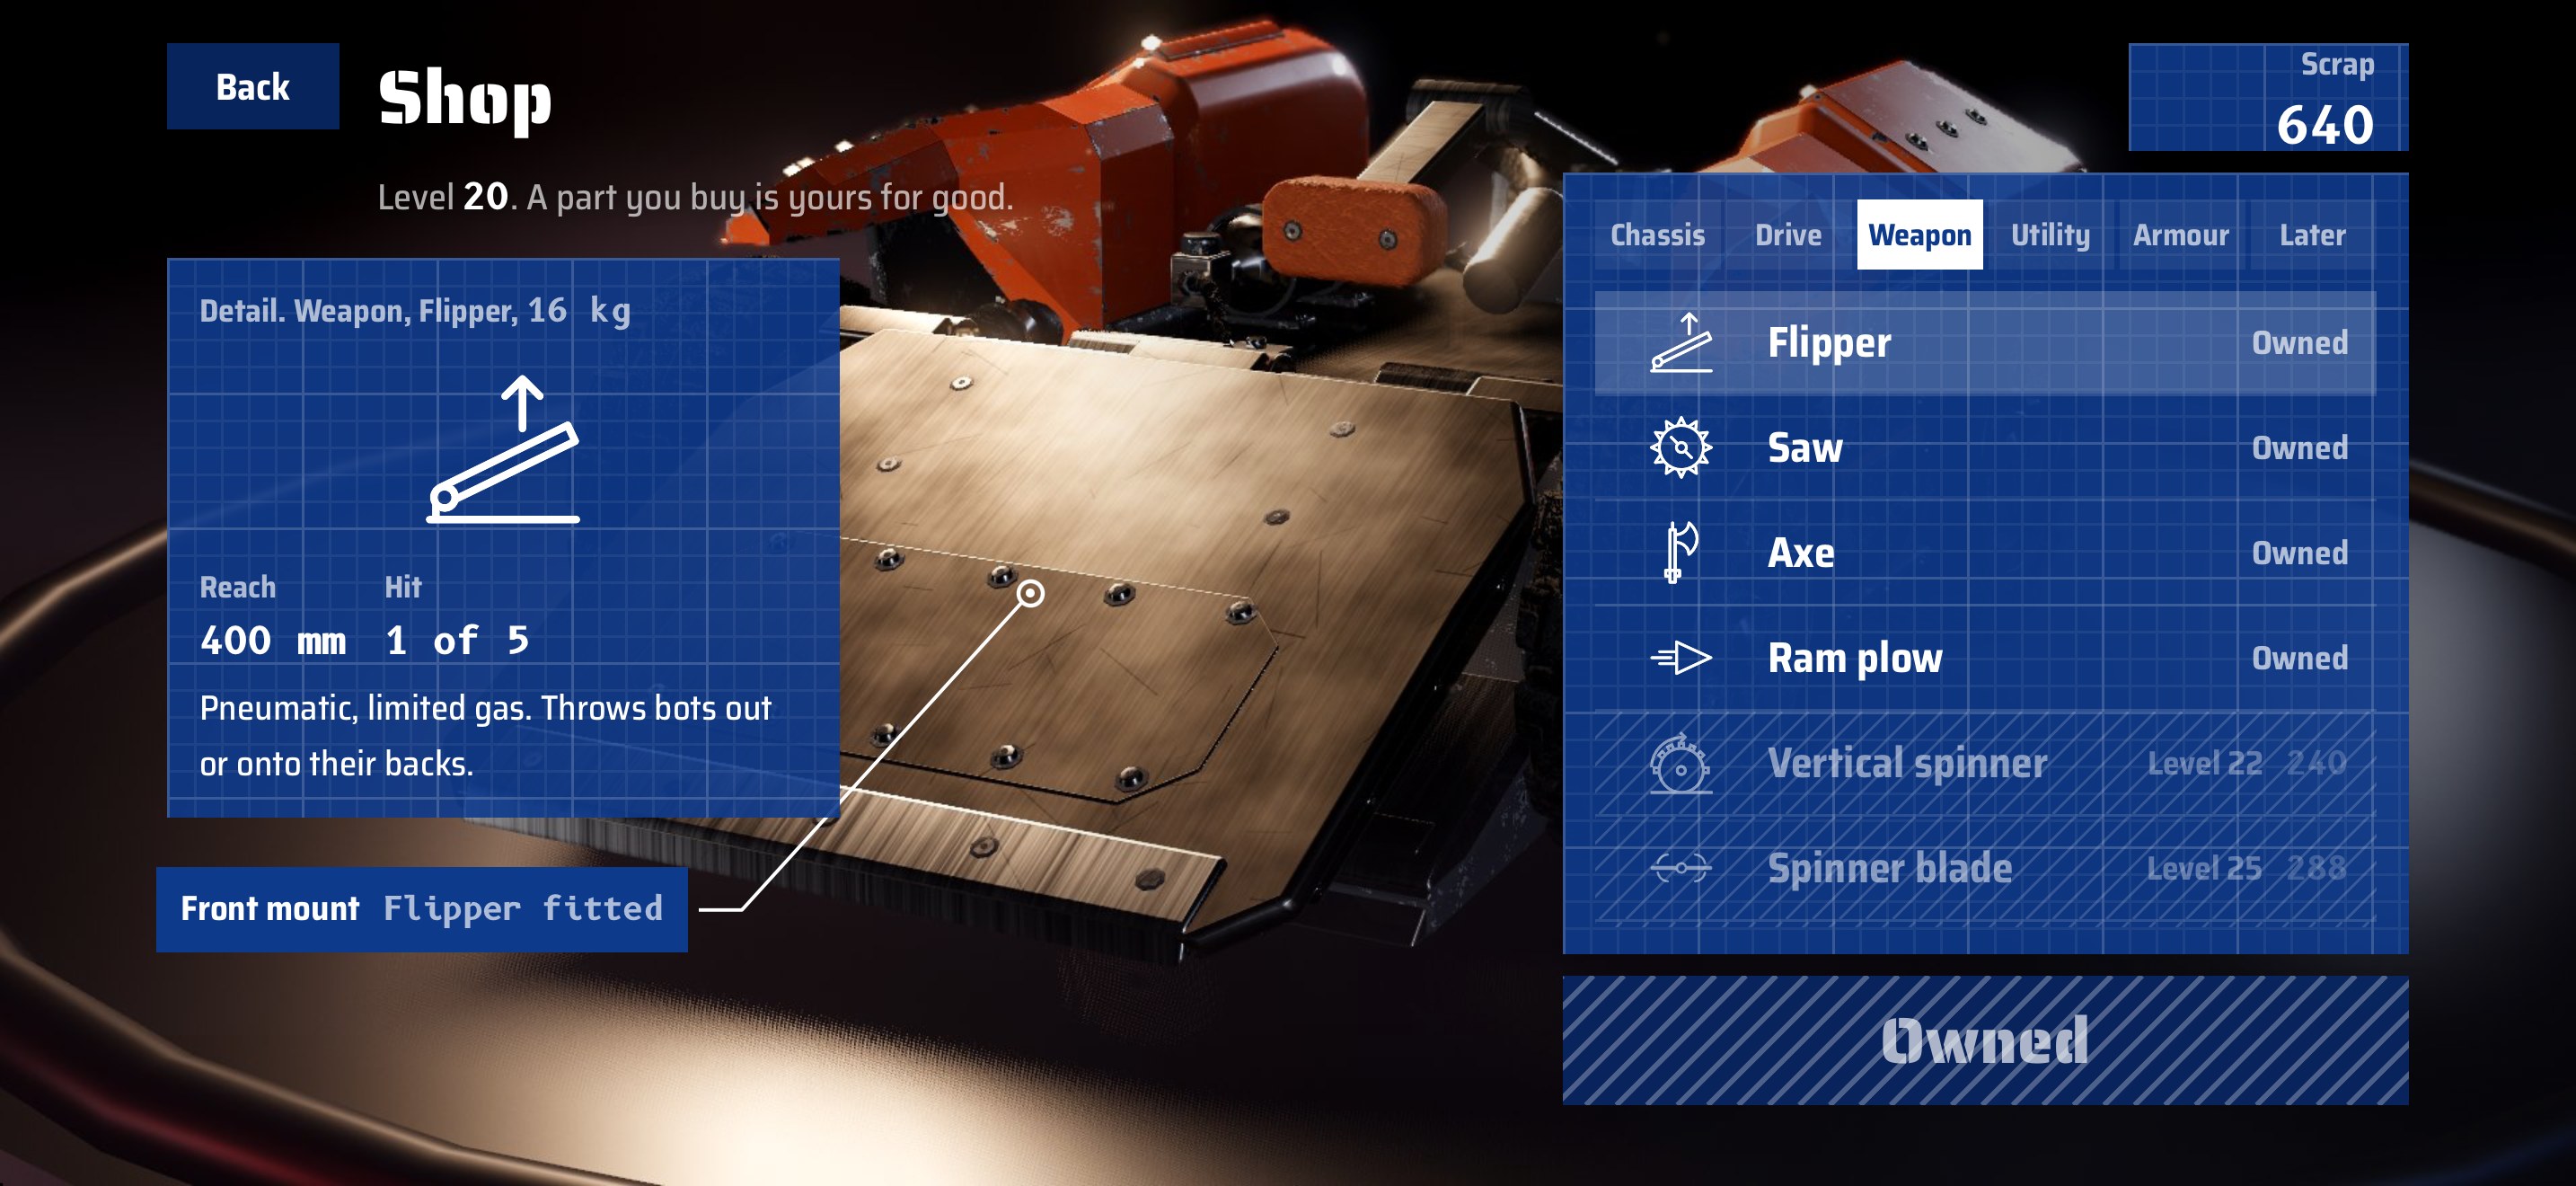 Back
Shop
Scrap
640
Level 20. A part you buy is yours for good.
Detail. Weapon, Flipper, 16 kg
Reach Hit
400 mm 1 of 5
Pneumatic, limited gas. Throws bots out
or onto their backs.
Front mount Flipper fitted
Chassis Drive Weapon Utility Armour Later
Flipper Owned
Saw Owned
Axe Owned
Ram plow Owned
Vertical spinner Level 22 240
Spinner blade Level 25 288
Owned